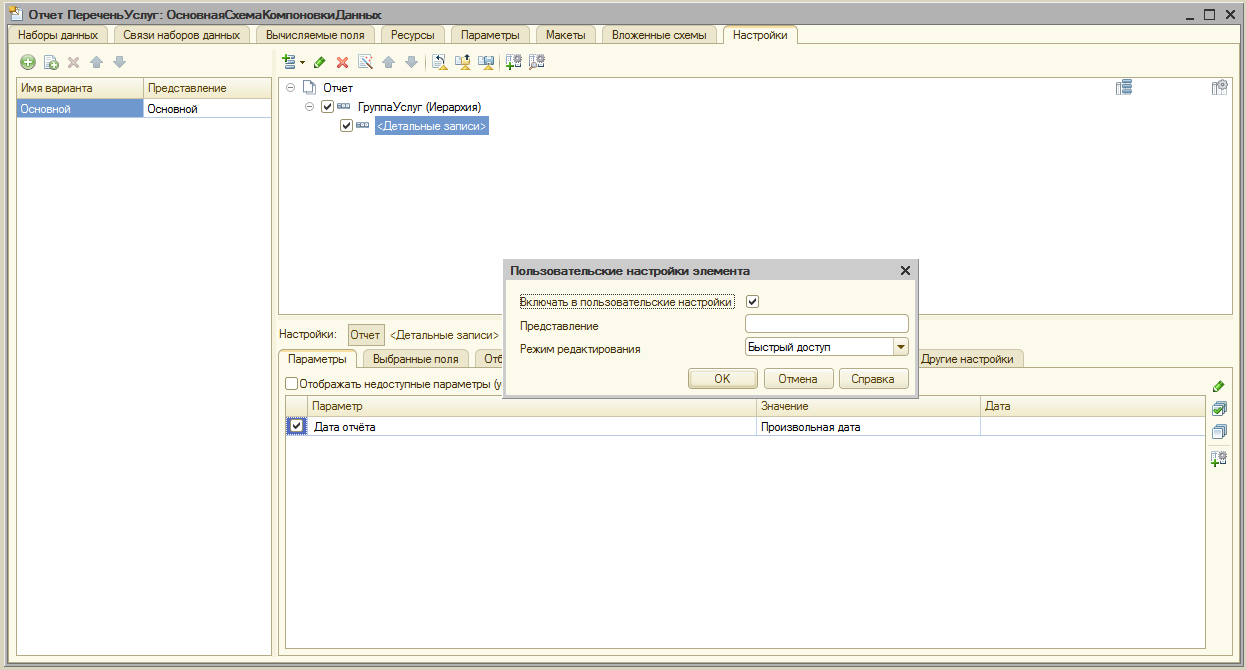 Отчет ПереченьУслуг: ОсновнаяСхемаКомпоновкиДанных
Наборы данных
Связи наборов данных
Вычисляемые поля
Ресурсы
Параметры
Макеты
Вложенные схемы
Настройки
Имя варианта
Представление
Основной
Основной
Отчет
ГруппаУслуг (Иерархия)
<Детальные записи>
Пользовательские настройки элемента
Включать в пользовательские настройки
Представление
Режим редактирования
Быстрый доступ
OK
Отмена
Справка
Настройки:
Отчет
<Детальные записи>
Параметры
Выбранные поля
Отб
Другие настройки
Отображать недоступные параметры (у
Параметр
Значение
Дата
Дата отчёта
Произвольная дата